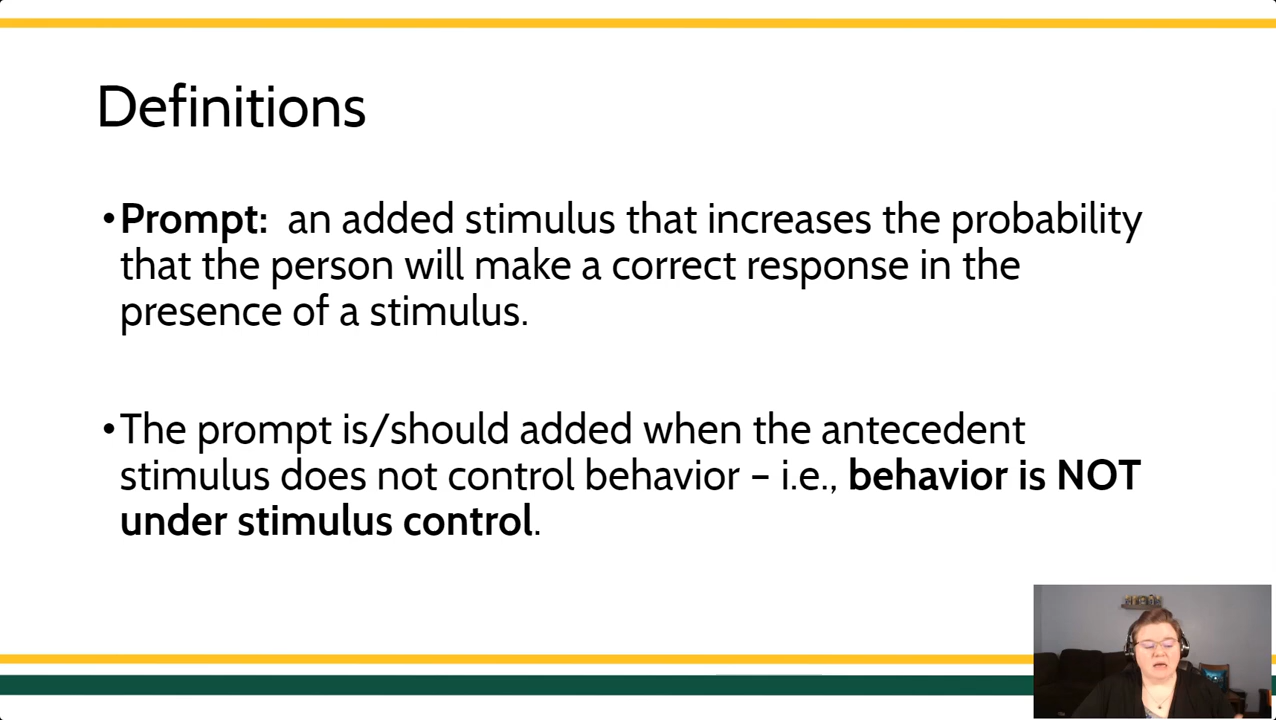 Definitions
•Prompt:  an added stimulus that increases the probability
that the person will make a correct response in the
presence of a stimulus.
•The prompt is/should added when the antecedent
stimulus does not control behavior – i.e., behavior is NOT
under stimulus control.